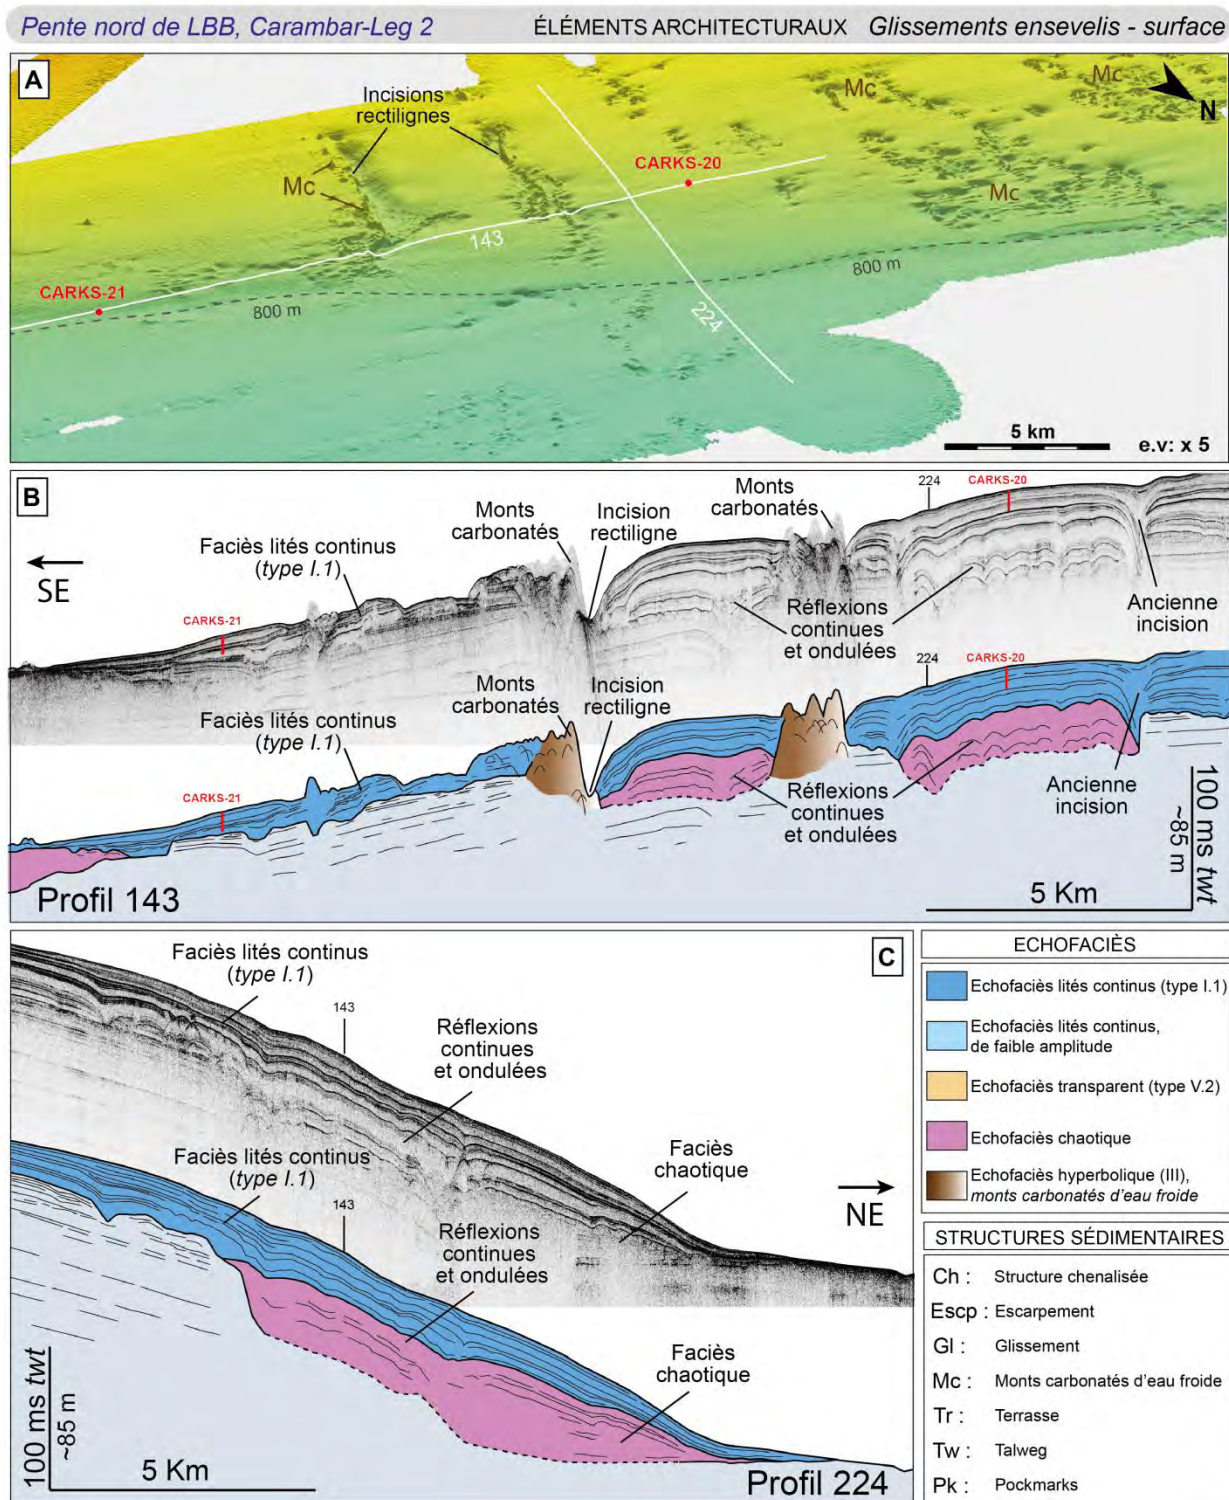 Pente nord de LBB, Carambar-Leg 2 ÉLÉMENTS ARCHITECTURAUX Glissements ensevelis - surface
A
Incisions
rectilignes
Mc
Mc
Mc
N
CARKS-20
143
CARKS-21
800 m
800 m
224
5 km
e.v: x 5
B
SE
Faciès lités continu
(type I.1)
Monts
carbonatés
Incision
rectiligne
Monts
carbonatés
224
CARKS-20
CARKS-21
Réflexions
continues
et ondulées
Ancienne
incision
Faciès lités continu
(type I.1)
Monts
carbonatés
Incision
rectiligne
224
CARKS-20
CARKS-21
Réflexions
continues
et ondulées
Ancienne
incision
100 ms twt
~85 m
5 Km
Profil 143
C
Faciès lités continu
(type I.1)
143
Réflexions
continues
et ondulées
Faciès
chaotique
NE
Faciès lités continu
(type I.1)
143
Réflexions
continues
et ondulées
Faciès
chaotique
100 ms twt
~85 m
5 Km
Profil 224
ECHOFACIÈS
Echofaciès lités continus (type I.1)
Echofaciès lités continus,
de faible amplitude
Echofaciès transparent (type V.2)
Echofaciès chaotique
Echofaciès hyperbolique (III),
monts carbonatés d'eau froide
STRUCTURES SÉDIMENTAIRES
Ch : Structure chenalisée
Escp : Escarpement
Gl : Glissement
Mc : Monts carbonatés d'eau froide
Tr : Terrasse
Tw : Talweg
Pk : Pockmarks